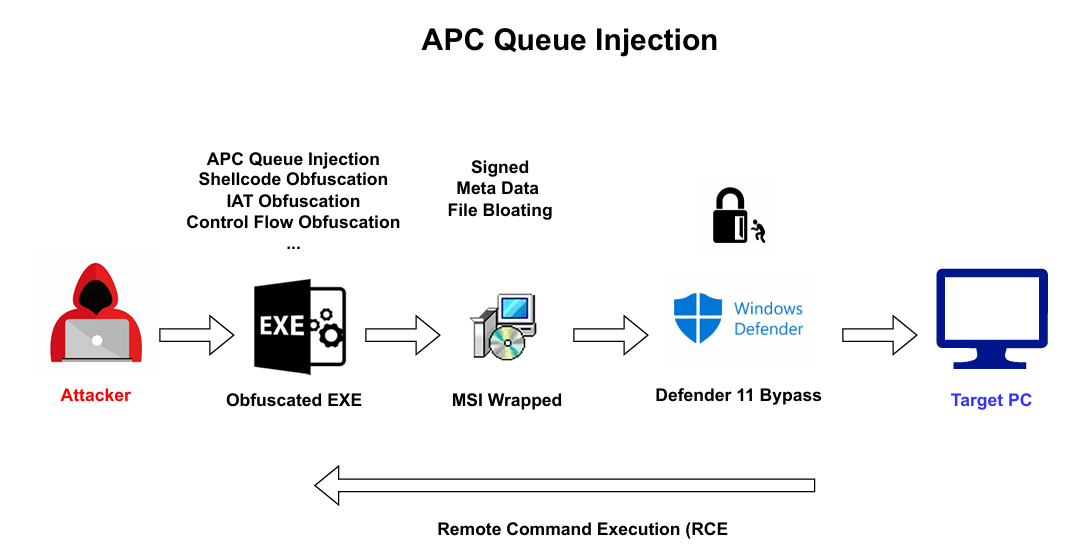 APC Queue Injection
APC Queue Injection
Shellcode Obfuscation
IAT Obfuscation
Control Flow Obfuscation
...
Signed
Meta Data
File Bloating
EXE
Windows
Defender
Attacker
Obfuscated EXE
MSI Wrapped
Defender 11 Bypass
Target PC
Remote Command Execution (RCE